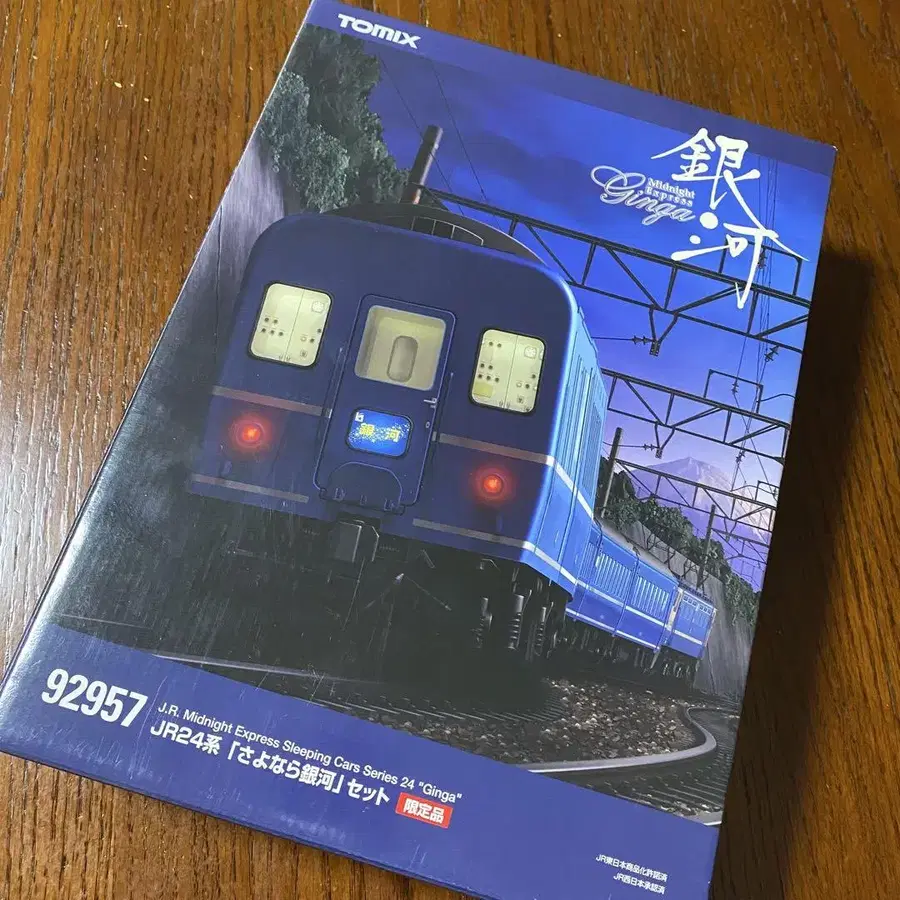 TOMIX
銀河
Midnight
Express
Ginga
銀河
92957
J.R. Midnight Express Sleeping Cars Series 24 "Ginga"
JR24系「さよなら銀河」セット 限定品
JR東日本商品化許諾済
JR西日本承認済